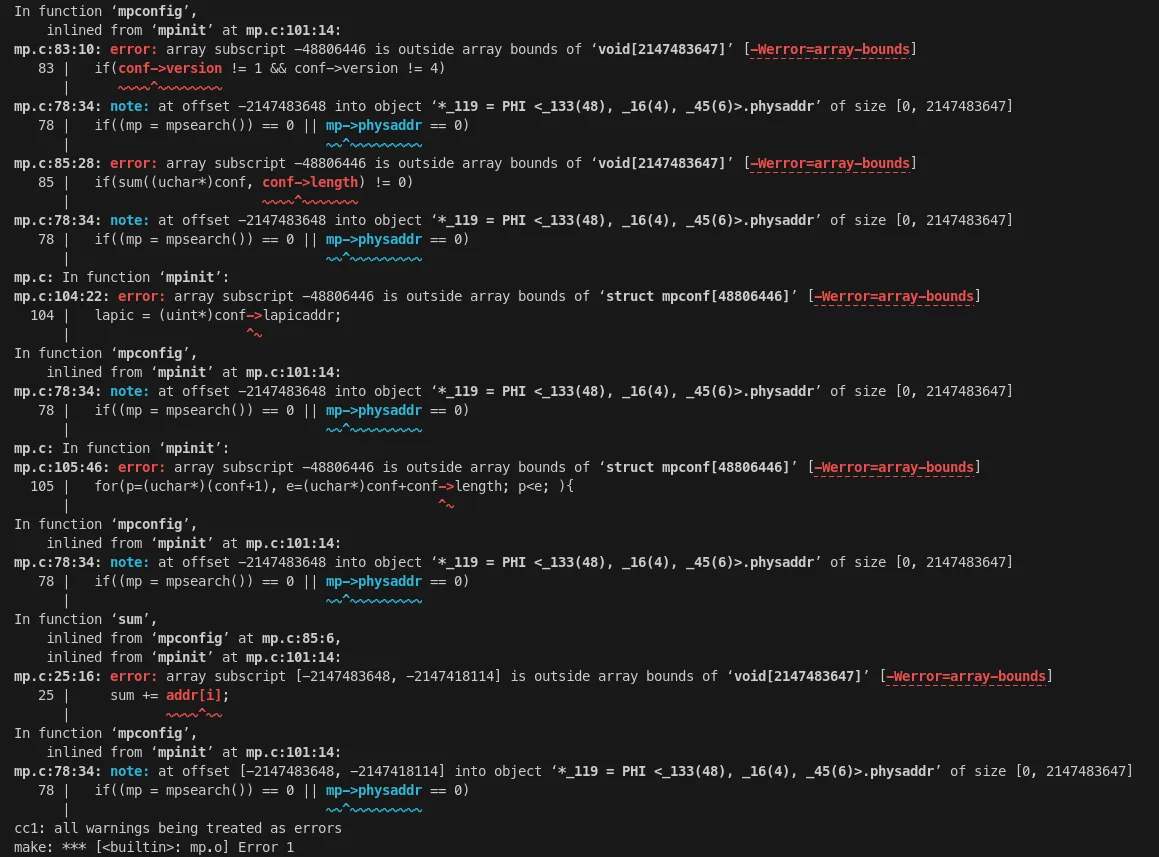 In function ‘mpconfig’,
    inlined from ‘mpinit’ at mp.c:101:14:
mp.c:83:10: error: array subscript −48806446 is outside array bounds of ‘void[2147483647]’ [−Werror=array−bounds]
   83 |   if(conf−>version != 1 && conf−>version != 4)
      |      ~~~~^~~~~~~~~
mp.c:78:34: note: at offset −2147483648 into object ‘*_119 = PHI <_133(48), _16(4), _45(6)>.physaddr’ of size [0, 2147483647]
   78 |   if((mp = mpsearch()) == 0 || mp−>physaddr == 0)
      |                                ~~^~~~~~~~~~
mp.c:85:28: error: array subscript −48806446 is outside array bounds of ‘void[2147483647]’ [−Werror=array−bounds]
   85 |   if(sum((uchar*)conf, conf−>length) != 0)
      |                        ~~~~^~~~~~~~
mp.c:78:34: note: at offset −2147483648 into object ‘*_119 = PHI <_133(48), _16(4), _45(6)>.physaddr’ of size [0, 2147483647]
   78 |   if((mp = mpsearch()) == 0 || mp−>physaddr == 0)
      |                                ~~^~~~~~~~~~
mp.c: In function ‘mpinit’:
mp.c:104:22: error: array subscript −48806446 is outside array bounds of ‘struct mpconf[48806446]’ [−Werror=array−bounds]
  104 |   lapic = (uint*)conf−>lapicaddr;
      |                      ^~
In function ‘mpconfig’,
    inlined from ‘mpinit’ at mp.c:101:14:
mp.c:78:34: note: at offset −2147483648 into object ‘*_119 = PHI <_133(48), _16(4), _45(6)>.physaddr’ of size [0, 2147483647]
   78 |   if((mp = mpsearch()) == 0 || mp−>physaddr == 0)
      |                                ~~^~~~~~~~~~
mp.c: In function ‘mpinit’:
mp.c:105:46: error: array subscript −48806446 is outside array bounds of ‘struct mpconf[48806446]’ [−Werror=array−bounds]
  105 |   for(p=(uchar*)(conf+1), e=(uchar*)conf+conf−>length; p<e; ){
      |                                              ^~
In function ‘mpconfig’,
    inlined from ‘mpinit’ at mp.c:101:14:
mp.c:78:34: note: at offset −2147483648 into object ‘*_119 = PHI <_133(48), _16(4), _45(6)>.physaddr’ of size [0, 2147483647]
   78 |   if((mp = mpsearch()) == 0 || mp−>physaddr == 0)
      |                                ~~^~~~~~~~~~
In function ‘sum’,
    inlined from ‘mpconfig’ at mp.c:85:6,
    inlined from ‘mpinit’ at mp.c:101:14:
mp.c:25:16: error: array subscript [−2147483648, −2147418114] is outside array bounds of ‘void[2147483647]’ [−Werror=array−bounds]
   25 |     sum += addr[i];
      |            ~~~~^~~
In function ‘mpconfig’,
    inlined from ‘mpinit’ at mp.c:101:14:
mp.c:78:34: note: at offset [−2147483648, −2147418114] into object ‘*_119 = PHI <_133(48), _16(4), _45(6)>.physaddr’ of size [0, 2147483647]
   78 |   if((mp = mpsearch()) == 0 || mp−>physaddr == 0)
      |                                ~~^~~~~~~~~~
cc1: all warnings being treated as errors
make: *** [<builtin>: mp.o] Error 1